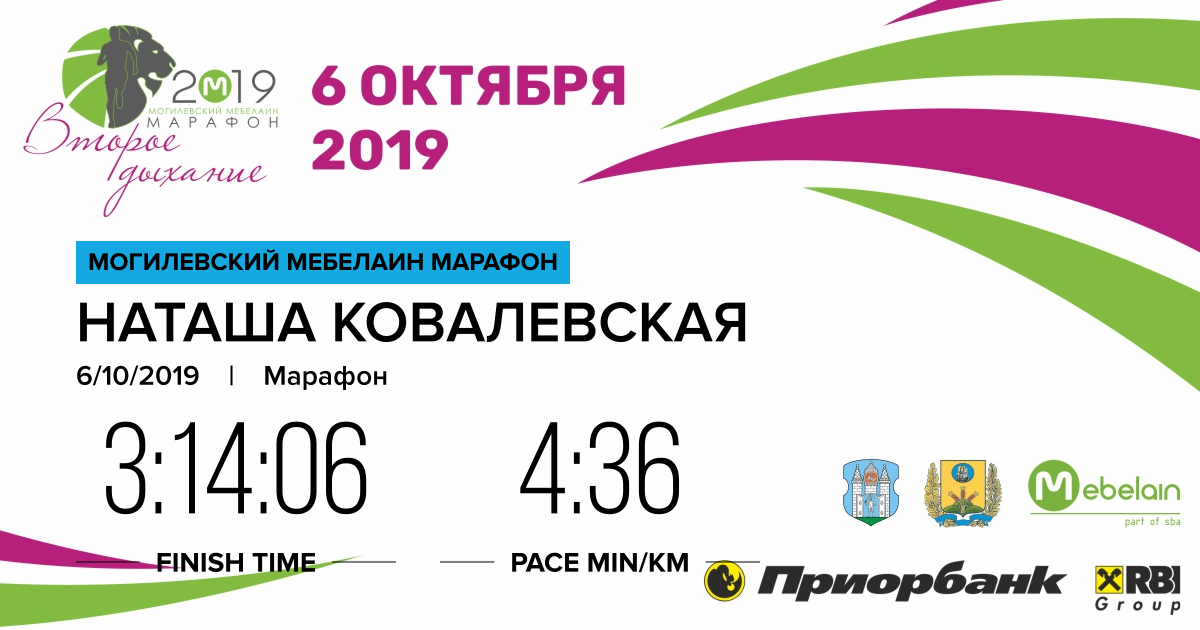 2019
МОГИЛЕВСКИЙ МЕБЕЛАИН
МАРАФОН
Второе
дыхание
6 ОКТЯБРЯ
2019
МОГИЛЕВСКИЙ МЕБЕЛАИН МАРАФОН
НАТАША КОВАЛЕВСКАЯ
6/10/2019 | Марафон
3:14:06 4:36
FINISH TIME PACE MIN/KM
Mebelain
part of sba
Приорбанк
RBI
Group